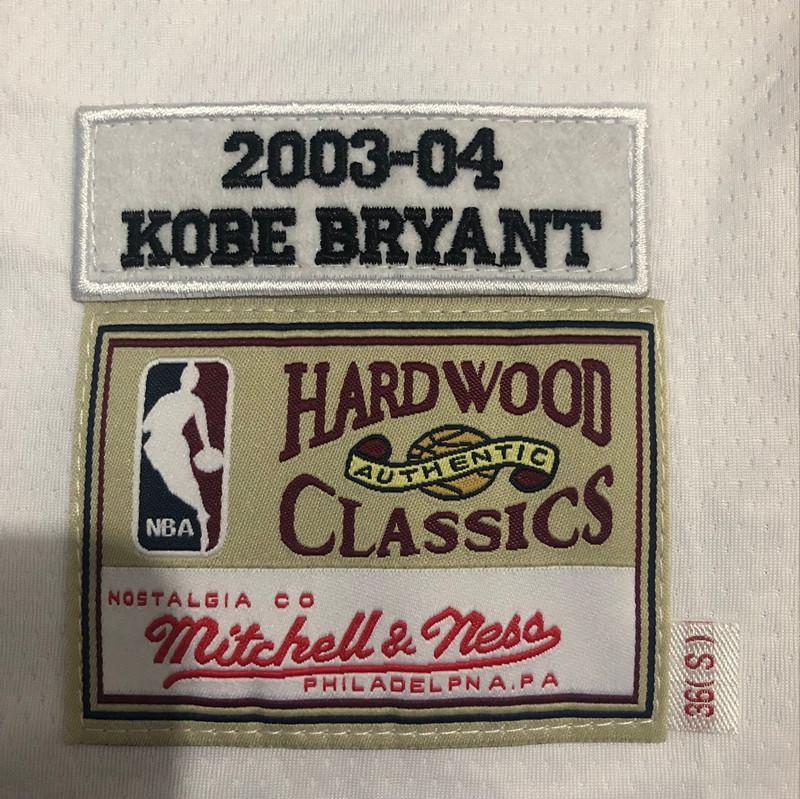 2003-04
KOBE BRYANT
NBA
HARDWOOD
AUTHENTIC
CLASSICS
NOSTALGIA CO
Mitchell & Ness
PHILADELPNA.PA
36(S)